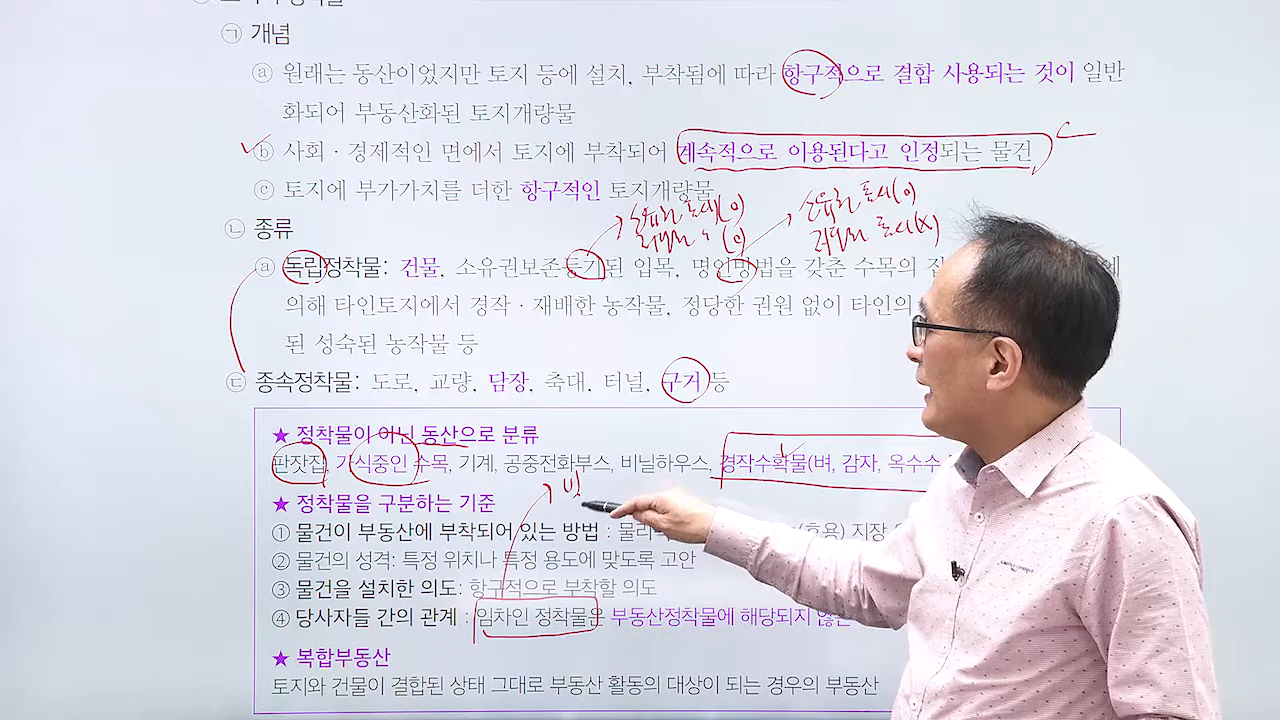 ㉠ 개념
ⓐ 원래는 동산이었지만 토지 등에 설치, 부착됨에 따라 항구적으로 결합 사용되는 것이 일반
화되어 부동산화된 토지개량물
ⓑ 사회·경제적인 면에서 토지에 부착되어 계속적으로 이용된다고 인정되는 물건
ⓒ 토지에 부가가치를 더한 항구적인 토지개량물
㉡ 종류
ⓐ 독립정착물: 건물, 소유권보존등기된 입목, 명인방법을 갖춘 수목의
의해 타인토지에서 경작·재배한 농작물, 정당한 권원 없이 타인의
된 성숙된 농작물 등
㉢ 종속정착물: 도로, 교량, 담장, 축대, 터널, 구거 등
★ 정착물이 아닌 동산으로 분류
판잣집, 가식중인 수목, 기계, 공중전화부스, 비닐하우스, 경작수확물(벼, 감자, 옥수수
★ 정착물을 구분하는 기준
① 물건이 부동산에 부착되어 있는 방법 : (효용) 지장
② 물건의 성격: 특정 위치나 특정 용도에 맞도록 고안
③ 물건을 설치한 의도: 항구적으로 부착할 의도
④ 당사자들 간의 관계 : 임차인 정착물은 부동산정착물에 해당되지 않는
★ 복합부동산
토지와 건물이 결합된 상태 그대로 부동산 활동의 대상이 되는 경우의 부동산